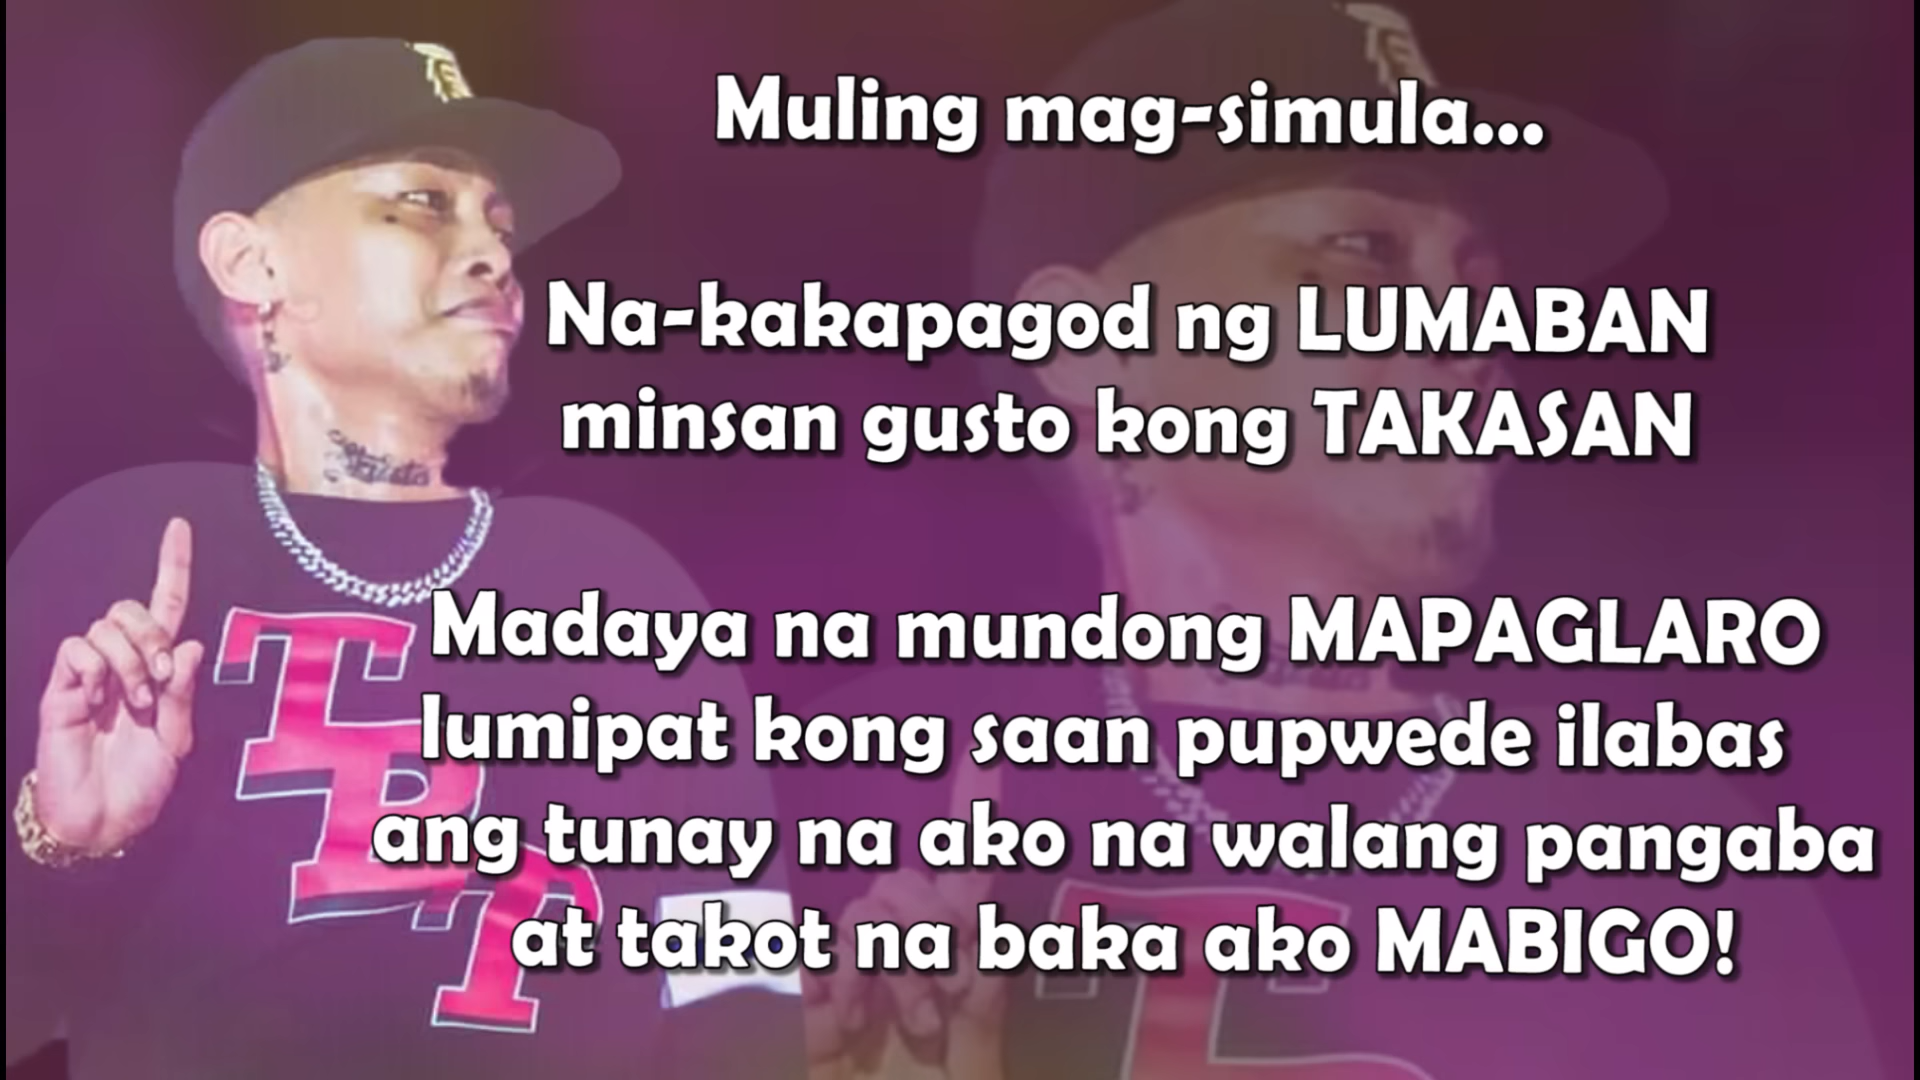 Muling mag-simula...
Na-kakapagod ng LUMABAN
minsan gusto kong TAKASAN
Madaya na mundong MAPAGLARO
lumipat kong saan pupwede ilabas
ang tunay na ako na walang pangaba
at takot na baka ako MABIGO!
TBT